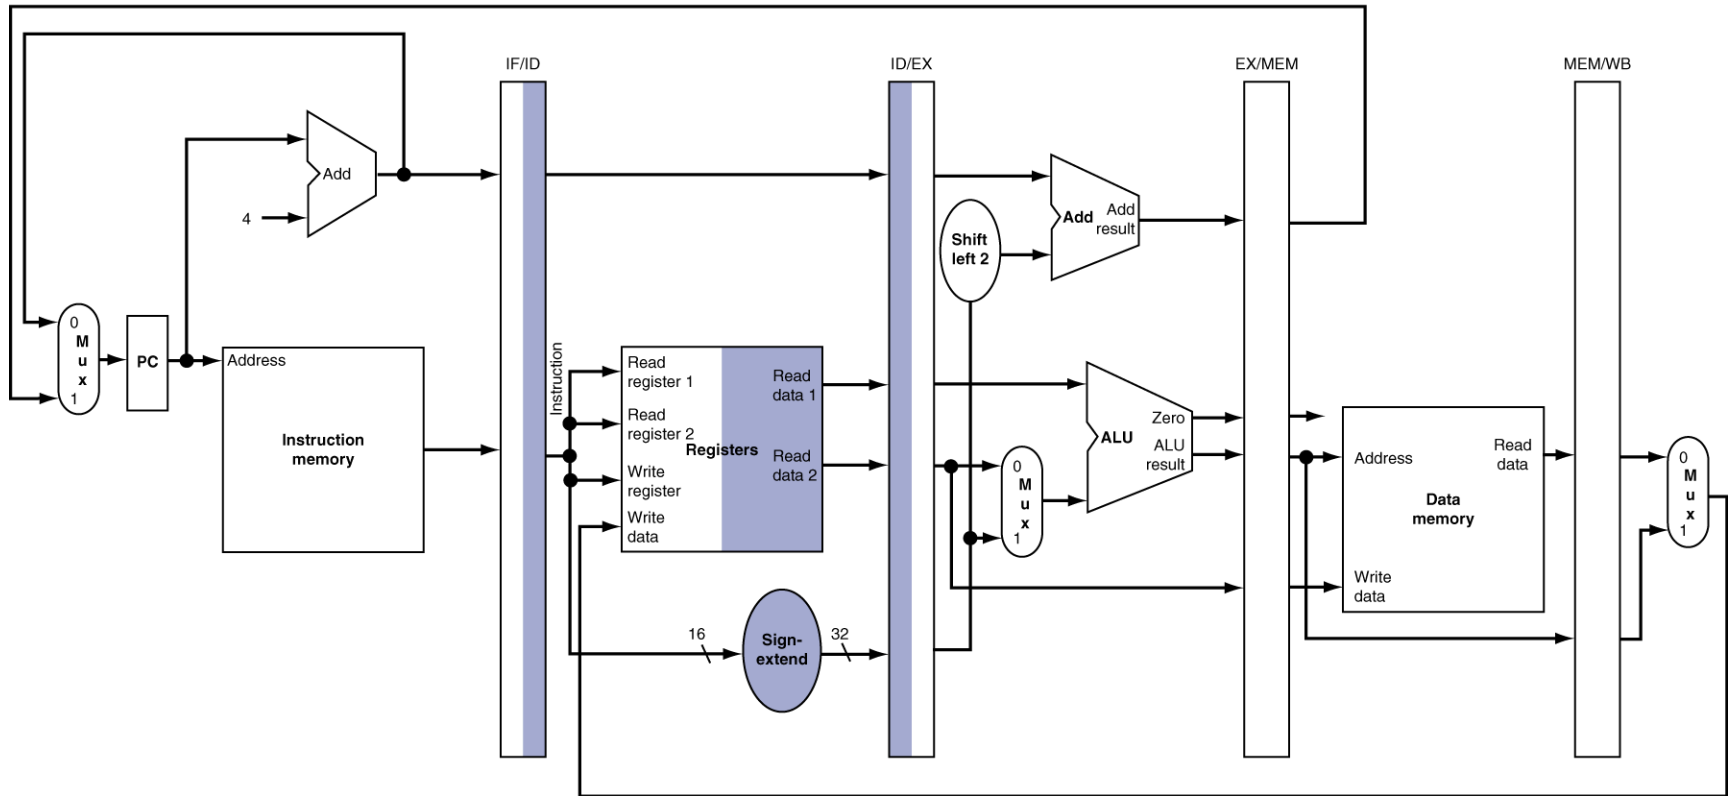 IF/ID
ID/EX
EX/MEM
MEM/WB
Add
4
Add
Add
result
Shift
left 2
0
M
u
x
1
PC
Address
Instruction
memory
Instruction
Read
register 1
Read
register 2
Write
register
Write
data
Registers
Read
data 1
Read
data 2
16
Sign-
extend
32
0
M
u
x
1
Zero
ALU
ALU
result
Address
Read
data
Data
memory
Write
data
0
M
u
x
1